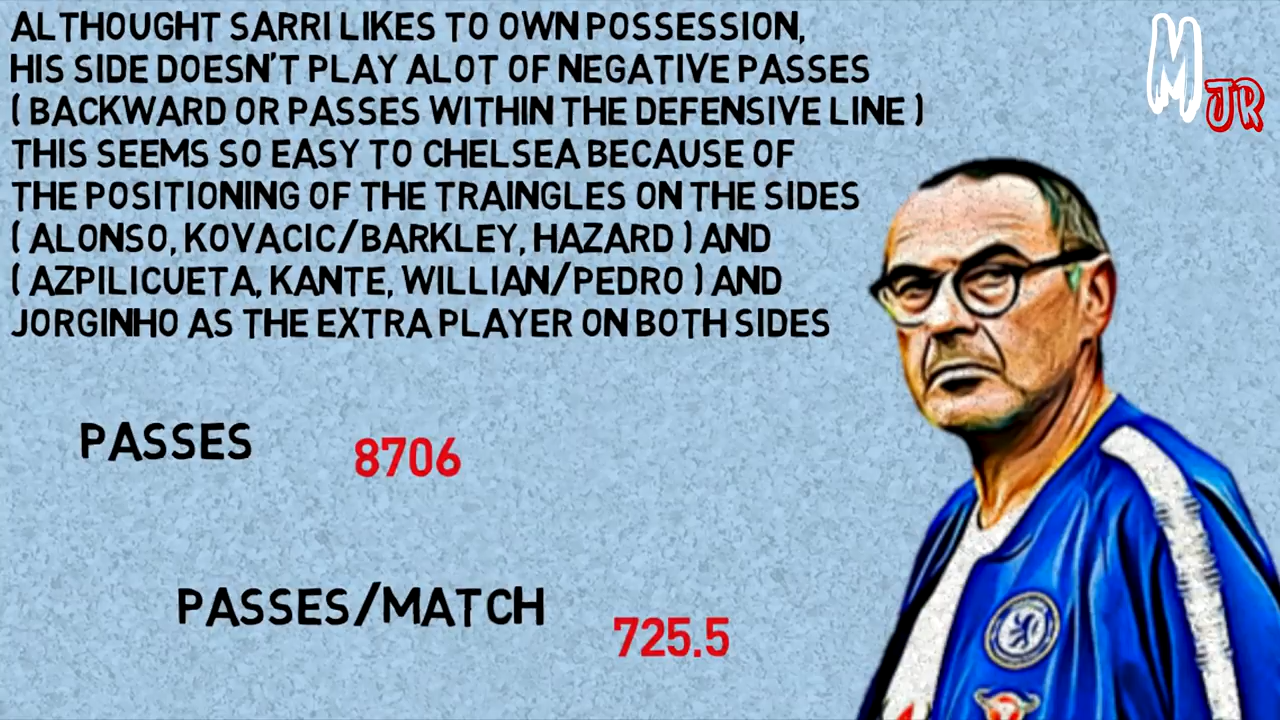 ALTHOUGHT SARRI LIKES TO OWN POSSESSION,
HIS SIDE DOESN'T PLAY ALOT OF NEGATIVE PASSES
( BACKWARD OR PASSES WITHIN THE DEFENSIVE LINE )
THIS SEEMS SO EASY TO CHELSEA BECAUSE OF
THE POSITIONING OF THE TRAINGLES ON THE SIDES
( ALONSO, KOVACIC/BARKLEY, HAZARD ) AND
( AZPILICUETA, KANTE, WILLIAN/PEDRO ) AND
JORGINHO AS THE EXTRA PLAYER ON BOTH SIDES
PASSES 8706
PASSES/MATCH 725.5
M JR